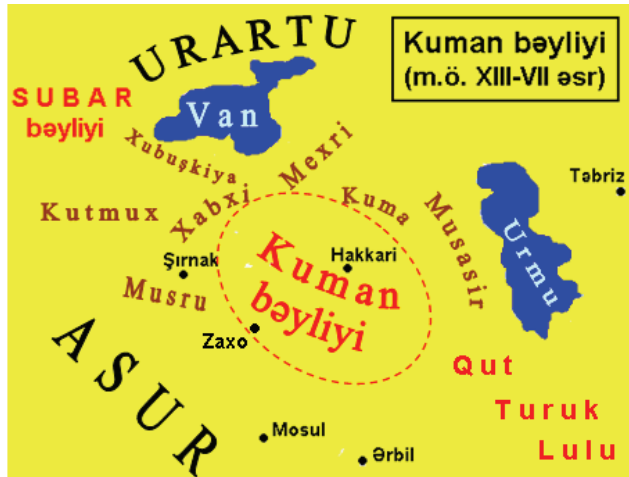 URARTU
Kuman bəyliyi
(m.ö. XIII-VII əsr)
SUBAR
bəyliyi
Van
Xubuşkiya
Mexri
Təbriz
Kutmux
Xabxi
Kuma
Musasir
Urmu
Şırnak
Hakkari
Musru
Kuman
bəyliyi
Zaxo
ASUR
Qut
Turuk
Lulu
Mosul
Ərbil